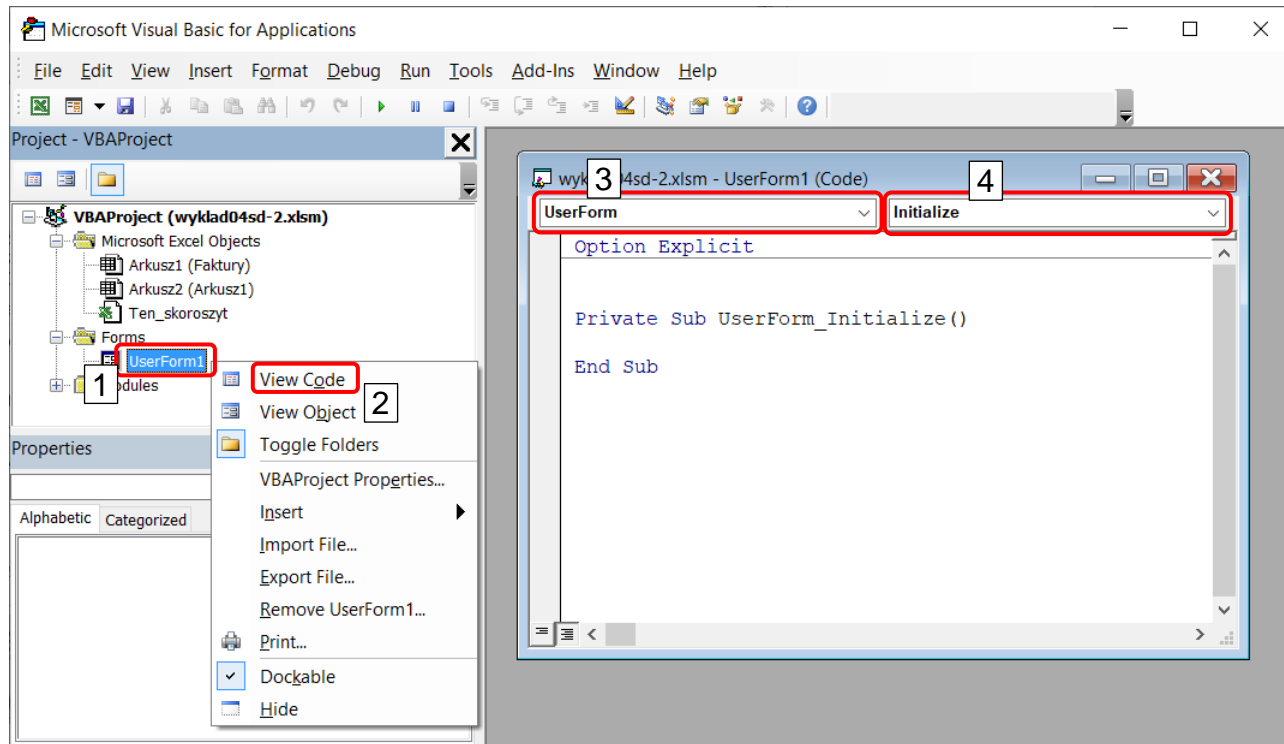 Microsoft Visual Basic for Applications
File Edit View Insert Format Debug Run Tools Add-Ins Window Help
Project - VBAProject
VBAProject (wyklad04sd-2.xlsm)
Microsoft Excel Objects
Arkusz1 (Faktury)
Arkusz2 (Arkusz1)
Ten_skoroszyt
Forms
UserForm1
1
odules
View Code
2
View Object
Toggle Folders
VBAProject Properties...
Insert
Import File...
Export File...
Remove UserForm1...
Print...
Dockable
Hide
Properties
Alphabetic Categorized
wyk 3 4sd-2.xlsm - UserForm1 (Code) 4
UserForm Initialize
Option Explicit
Private Sub UserForm_Initialize()
End Sub